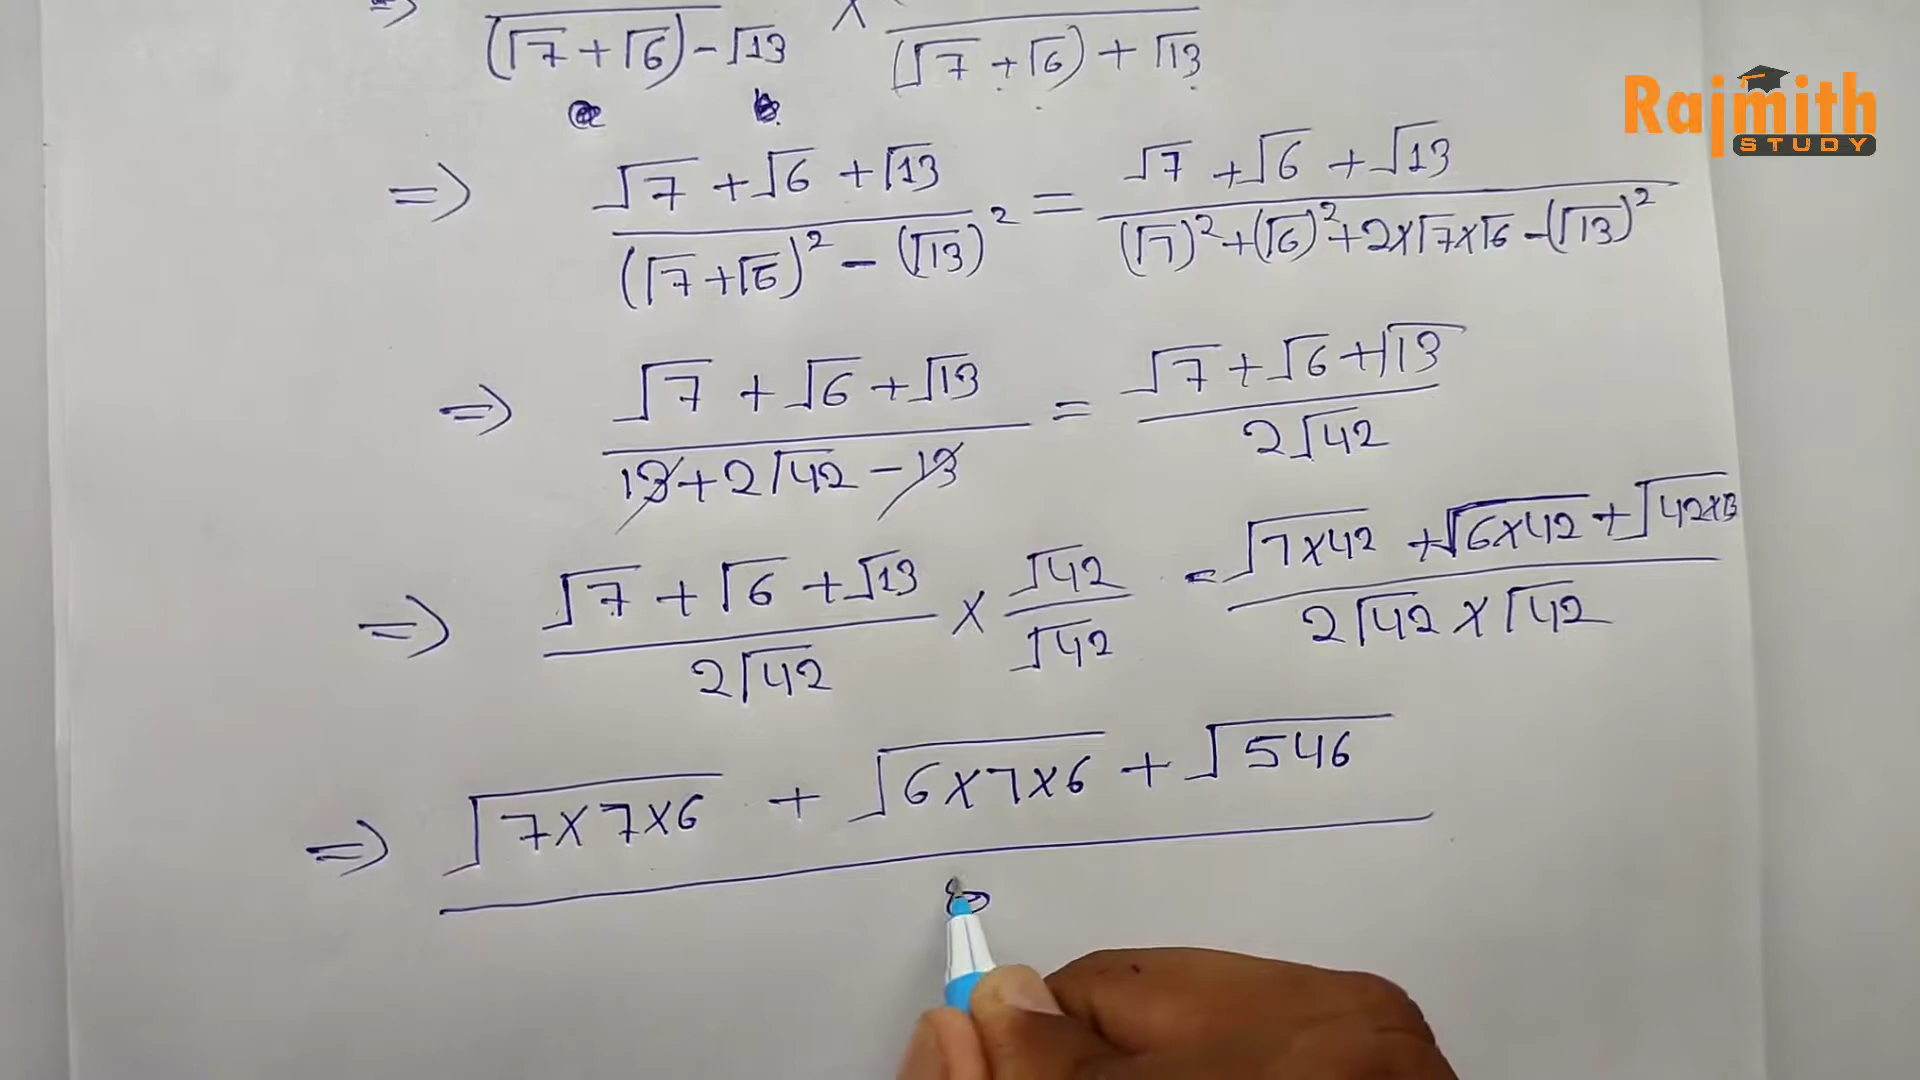 ⇒ (√7+√6)-√13 × (√7+√6)+√13
Rajmith
STUDY
⇒ √7+√6+√13 / (√7+√6)² - (√13)² = √7+√6+√13 / (√7)²+(√6)²+2×√7×√6-(√13)²
⇒ √7+√6+√13 / 13+2√42-13 = √7+√6+√13 / 2√42
⇒ √7+√6+√13 / 2√42 × √42 / √42 = √7×42+√6×42+√42×13 / 2√42×√42
⇒ √7×7×6 + √6×7×6 + √546